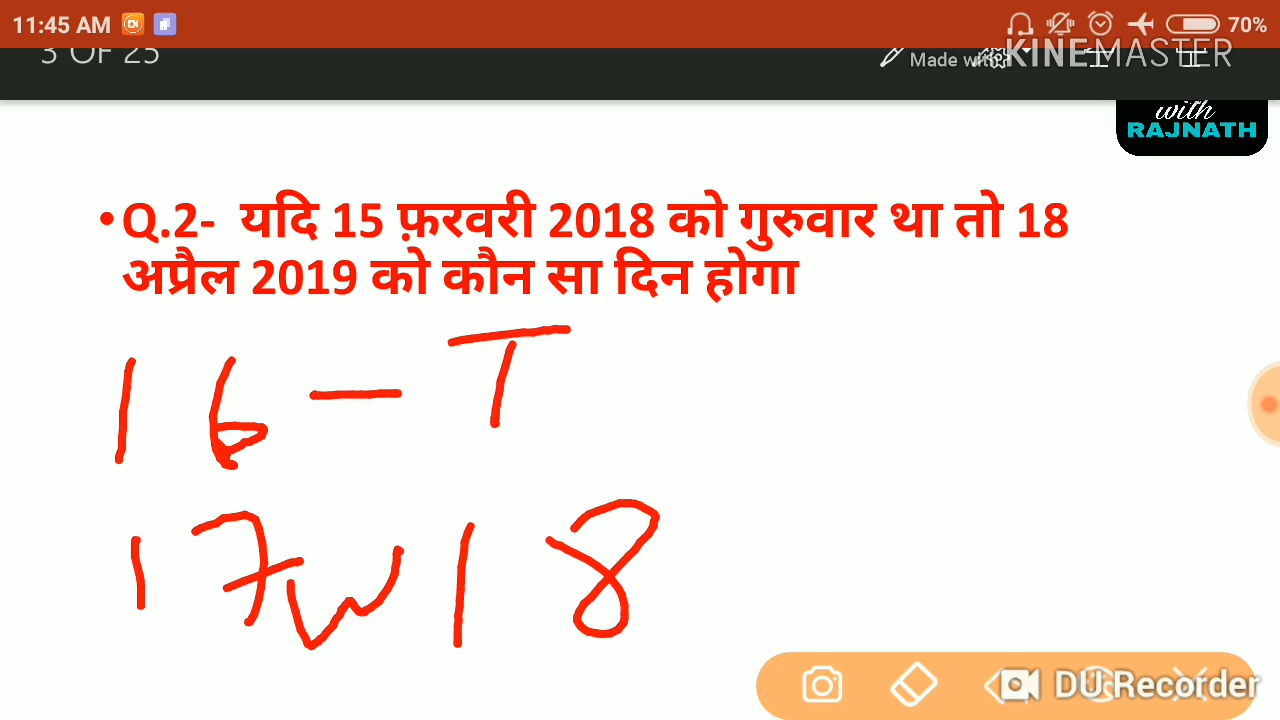 11:45 AM 70%
3 OF 25
Made with KINEMASTER
with
RAJNATH
•Q.2- यदि 15 फ़रवरी 2018 को गुरुवार था तो 18
अप्रैल 2019 को कौन सा दिन होगा
16 — T
17 W 18
DU Recorder